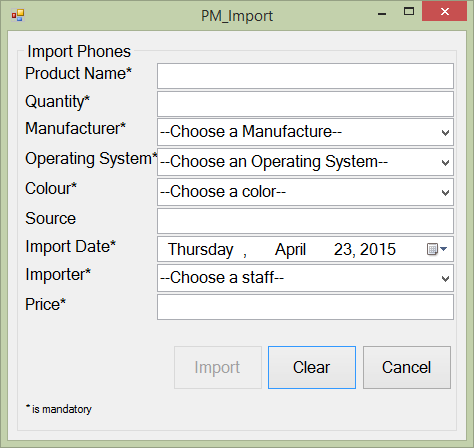 PM_Import
Import Phones
Product Name*
Quantity*
Manufacturer* --Choose a Manufacture--
Operating System* --Choose an Operating System--
Colour* --Choose a color--
Source
Import Date* Thursday , April 23, 2015
Importer* --Choose a staff--
Price*
Import Clear Cancel
* is mandatory